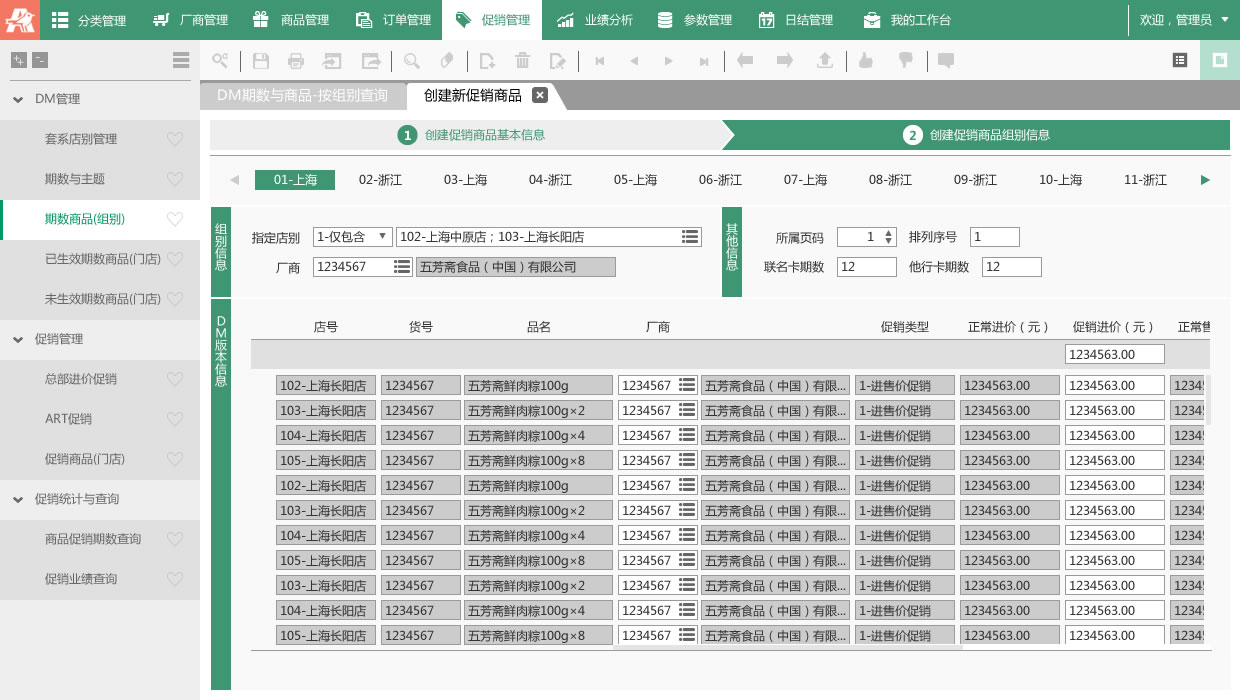 分类管理 厂商管理 商品管理 订单管理 促销管理 业绩分析 参数管理 日结管理 我的工作台 欢迎，管理员
DM期数与商品-按组别查询 创建新促销商品
DM管理
套系店别管理
期数与主题
期数商品(组别)
已生效期数商品(门店)
未生效期数商品(门店)
促销管理
总部进价促销
ART促销
促销商品(门店)
促销统计与查询
商品促销期数查询
促销业绩查询
1 创建促销商品基本信息 2 创建促销商品组别信息
01-上海 02-浙江 03-上海 04-浙江 05-上海 06-浙江 07-上海 08-浙江 09-浙江 10-上海 11-浙江
组别信息
指定店别 1-仅包含 102-上海中原店；103-上海长阳店
厂商 1234567 五芳斋食品（中国）有限公司
其他信息
所属页码 1 排列序号 1
联名卡期数 12 他行卡期数 12
DM版本信息
店号 货号 品名 厂商 促销类型 正常进价（元） 促销进价（元） 正常售
1234563.00
102-上海长阳店 1234567 五芳斋鲜肉粽100g 1234567 五芳斋食品（中国）有限... 1-进售价促销 1234563.00 1234563.00 12345
103-上海长阳店 1234567 五芳斋鲜肉粽100g×2 1234567 五芳斋食品（中国）有限... 1-进售价促销 1234563.00 1234563.00 12345
104-上海长阳店 1234567 五芳斋鲜肉粽100g×4 1234567 五芳斋食品（中国）有限... 1-进售价促销 1234563.00 1234563.00 12345
105-上海长阳店 1234567 五芳斋鲜肉粽100g×8 1234567 五芳斋食品（中国）有限... 1-进售价促销 1234563.00 1234563.00 12345
102-上海长阳店 1234567 五芳斋鲜肉粽100g 1234567 五芳斋食品（中国）有限... 1-进售价促销 1234563.00 1234563.00 12345
103-上海长阳店 1234567 五芳斋鲜肉粽100g×2 1234567 五芳斋食品（中国）有限... 1-进售价促销 1234563.00 1234563.00 12345
104-上海长阳店 1234567 五芳斋鲜肉粽100g×4 1234567 五芳斋食品（中国）有限... 1-进售价促销 1234563.00 1234563.00 12345
105-上海长阳店 1234567 五芳斋鲜肉粽100g×8 1234567 五芳斋食品（中国）有限... 1-进售价促销 1234563.00 1234563.00 12345
103-上海长阳店 1234567 五芳斋鲜肉粽100g×2 1234567 五芳斋食品（中国）有限... 1-进售价促销 1234563.00 1234563.00 12345
104-上海长阳店 1234567 五芳斋鲜肉粽100g×4 1234567 五芳斋食品（中国）有限... 1-进售价促销 1234563.00 1234563.00 12345
105-上海长阳店 1234567 五芳斋鲜肉粽100g×8 1234567 五芳斋食品（中国）有限... 1-进售价促销 1234563.00 1234563.00 12345